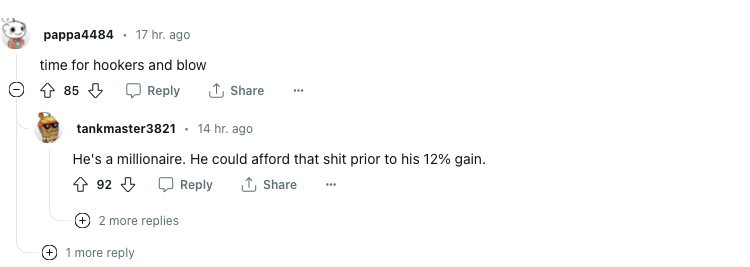 pappa4484 · 17 hr. ago
time for hookers and blow
85 Reply Share ...
tankmaster3821 · 14 hr. ago
He's a millionaire. He could afford that shit prior to his 12% gain.
92 Reply Share ...
2 more replies
1 more reply